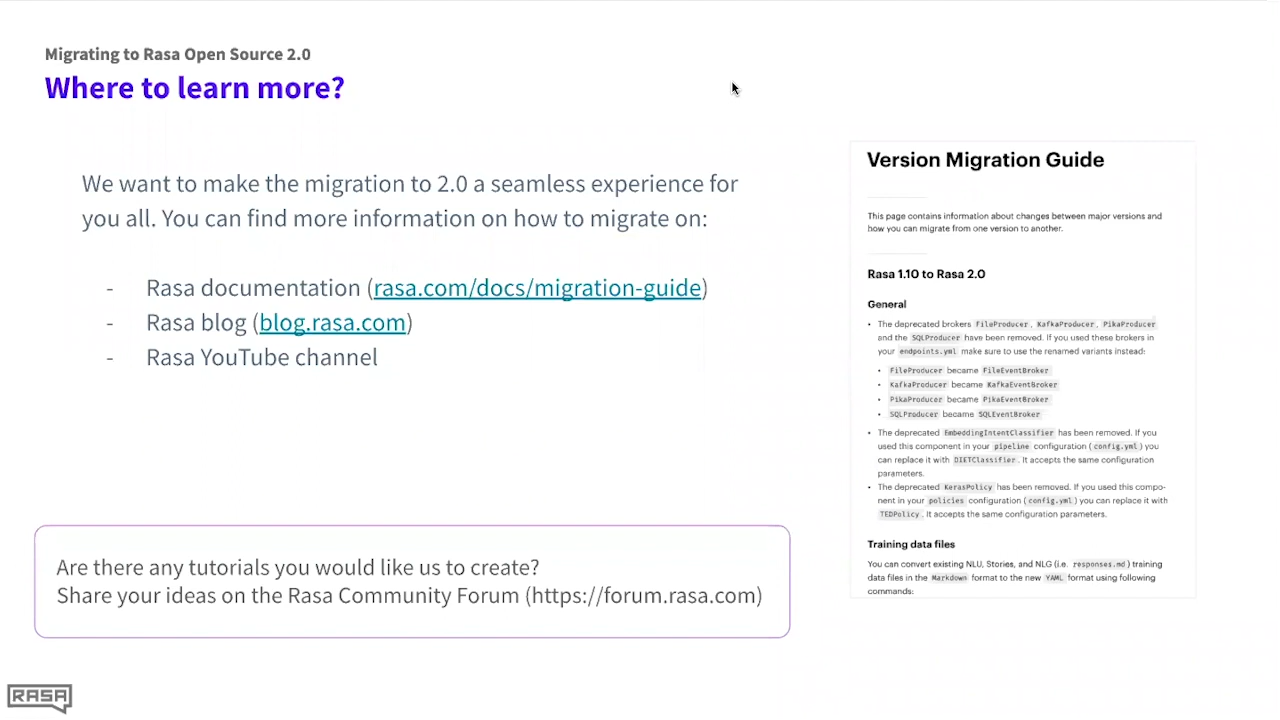 Migrating to Rasa Open Source 2.0
Where to learn more?
We want to make the migration to 2.0 a seamless experience for
you all. You can find more information on how to migrate on:
- Rasa documentation (rasa.com/docs/migration-guide)
- Rasa blog (blog.rasa.com)
- Rasa YouTube channel
Are there any tutorials you would like us to create?
Share your ideas on the Rasa Community Forum (https://forum.rasa.com)
RASA
Version Migration Guide
This page contains information about changes between major versions and
how you can migrate from one version to another.
Rasa 1.10 to Rasa 2.0
General
• The deprecated brokers FileProducer, KafkaProducer, PikaProducer
and the SQLProducer have been removed. If you used these brokers in
your endpoints.yml make sure to use the renamed variants instead:
• FileProducer became FileEventBroker
• KafkaProducer became KafkaEventBroker
• PikaProducer became PikaEventBroker
• SQLProducer became SQLEventBroker
• The deprecated EmbeddingIntentClassifier has been removed. If you
used this component in your pipeline configuration (config.yml) you
can replace it with DIETClassifier. It accepts the same configuration
parameters.
• The deprecated KerasPolicy has been removed. If you used this compo-
nent in your policies configuration (config.yml) you can replace it with
TEDPolicy. It accepts the same configuration parameters.
Training data files
You can convert existing NLU, Stories, and NLG (i.e. responses.md) training
data files in the Markdown format to the new YAML format using following
commands: